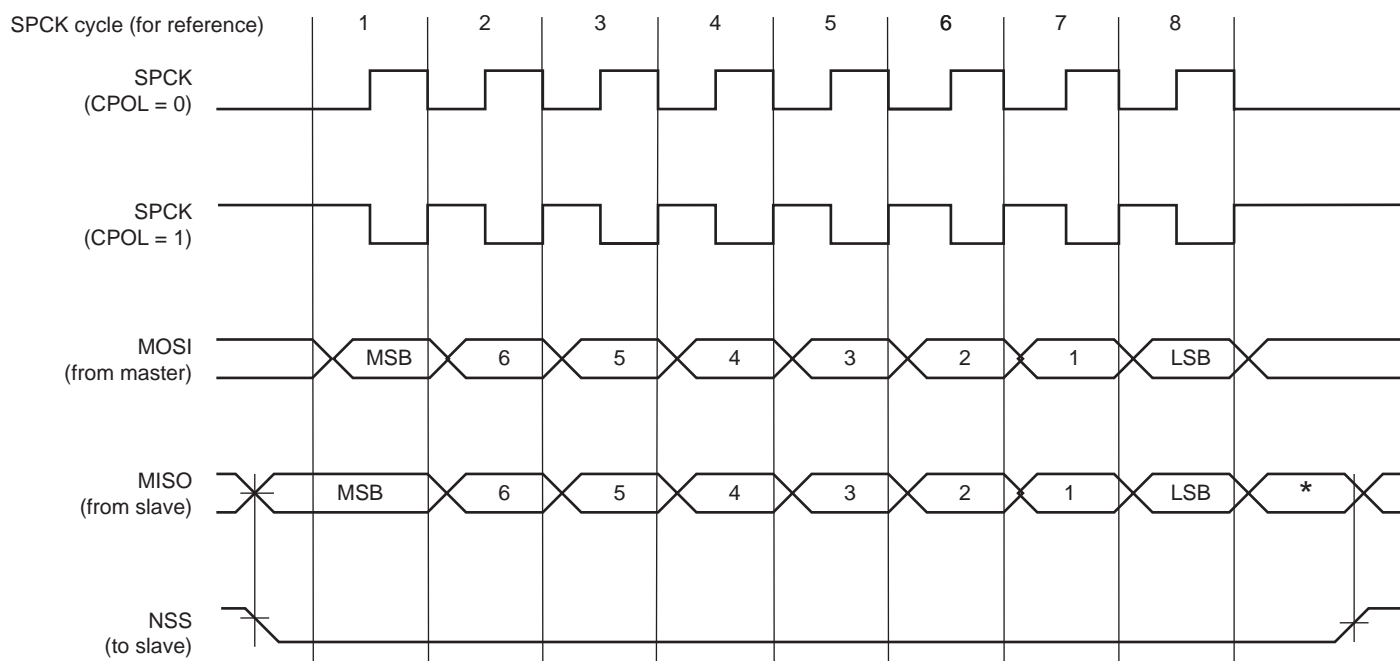 SPCK cycle (for reference) 1 2 3 4 5 6 7 8
SPCK
(CPOL = 0)
SPCK
(CPOL = 1)
MOSI
(from master)
MSB 6 5 4 3 2 1 LSB
MISO
(from slave)
MSB 6 5 4 3 2 1 LSB *
NSS
(to slave)